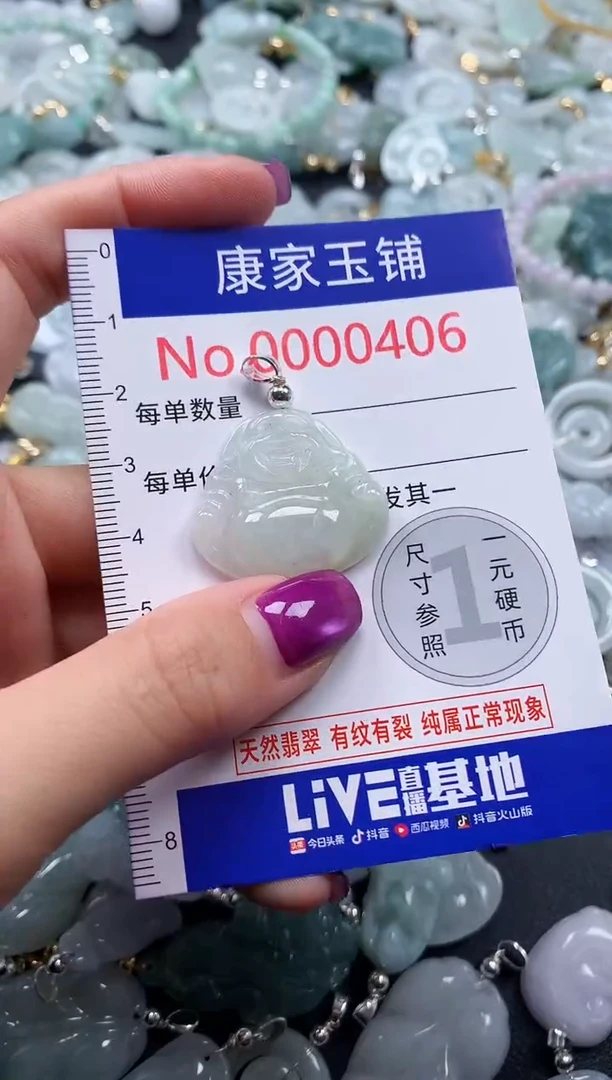 康家玉铺
No.0000406
每单数量
每单
发其一
尺寸参照
1
一元硬币
天然翡翠 有纹有裂 纯属正常现象
LiVE直播基地
头条 今日头条 抖音 西瓜视频 抖音火山版
0
1
2
3
4
5
8